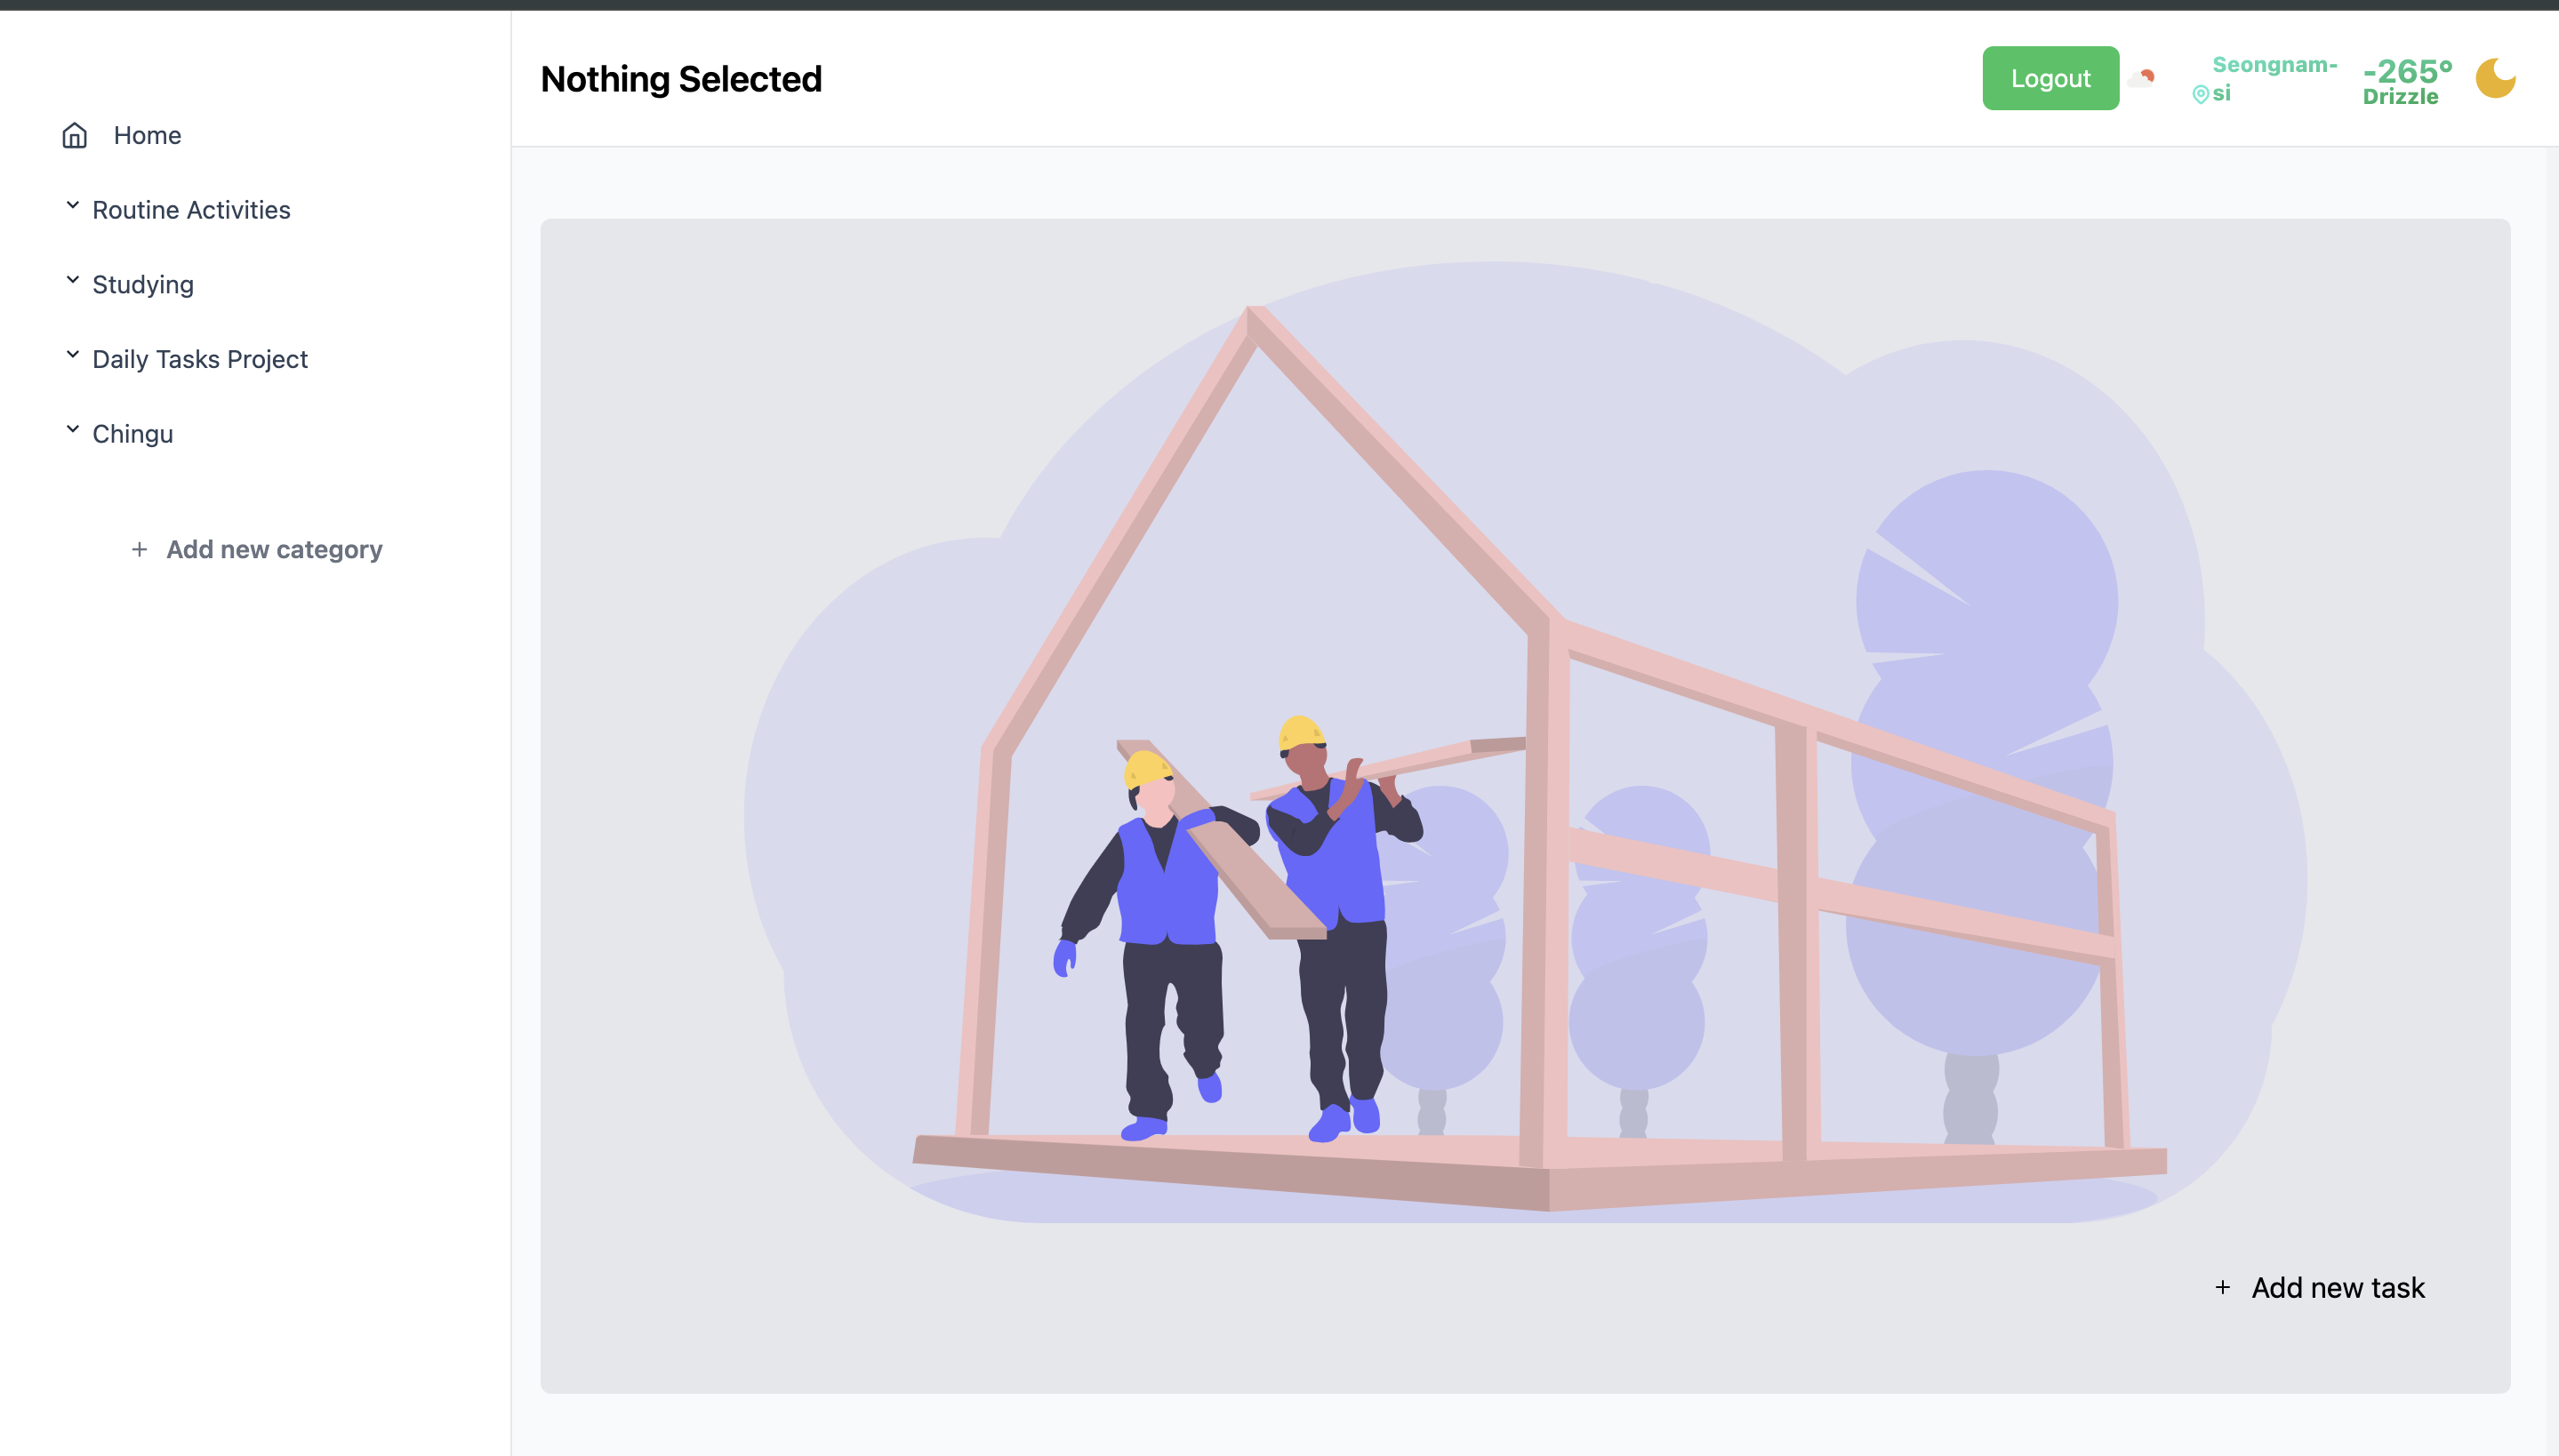 Nothing Selected
Logout
Seongnam-
si
-265°
Drizzle
Home
Routine Activities
Studying
Daily Tasks Project
Chingu
+ Add new category
+ Add new task